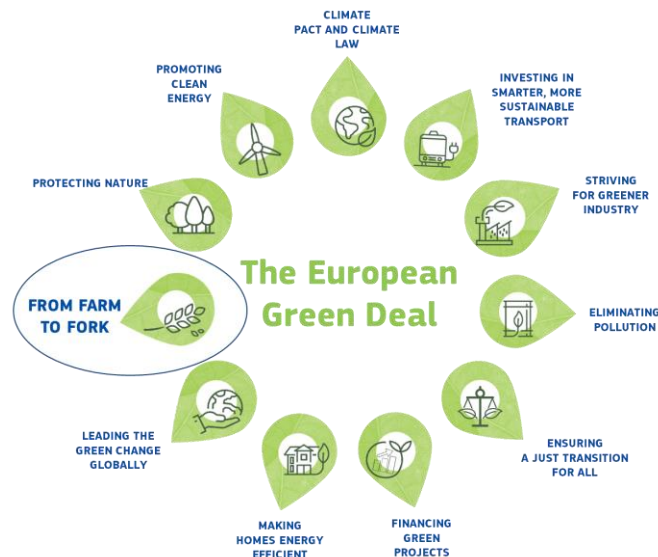 CLIMATE
PACT AND CLIMATE
LAW
PROMOTING
CLEAN
ENERGY
INVESTING IN
SMARTER, MORE
SUSTAINABLE
TRANSPORT
PROTECTING NATURE
STRIVING
FOR GREENER
INDUSTRY
The European
Green Deal
FROM FARM
TO FORK
ELIMINATING
POLLUTION
LEADING THE
GREEN CHANGE
GLOBALLY
ENSURING
A JUST TRANSITION
FOR ALL
MAKING
HOMES ENERGY
EFFICIENT
FINANCING
GREEN
PROJECTS